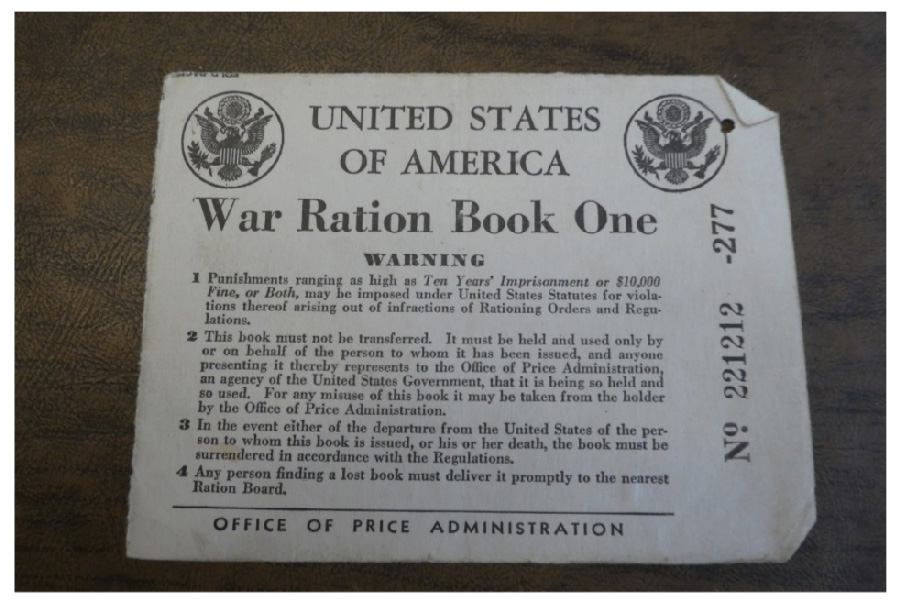 UNITED STATES
OF AMERICA
War Ration Book One
WARNING
1 Punishments ranging as high as Ten Years' Imprisonment or $10,000
Fine, or Both, may be imposed under United States Statutes for viola-
tions thereof arising out of infractions of Rationing Orders and Regu-
lations.
2 This book must not be transferred. It must be held and used only by
or on behalf of the person to whom it has been issued, and anyone
presenting it thereby represents to the Office of Price Administration,
an agency of the United States Government, that it is being so held and
so used. For any misuse of this book it may be taken from the holder
by the Office of Price Administration.
3 In the event either of the departure from the United States of the per-
son to whom this book is issued, or his or her death, the book must be
surrendered in accordance with the Regulations.
4 Any person finding a lost book must deliver it promptly to the nearest
Ration Board.
OFFICE OF PRICE ADMINISTRATION
Nº 221212 -277